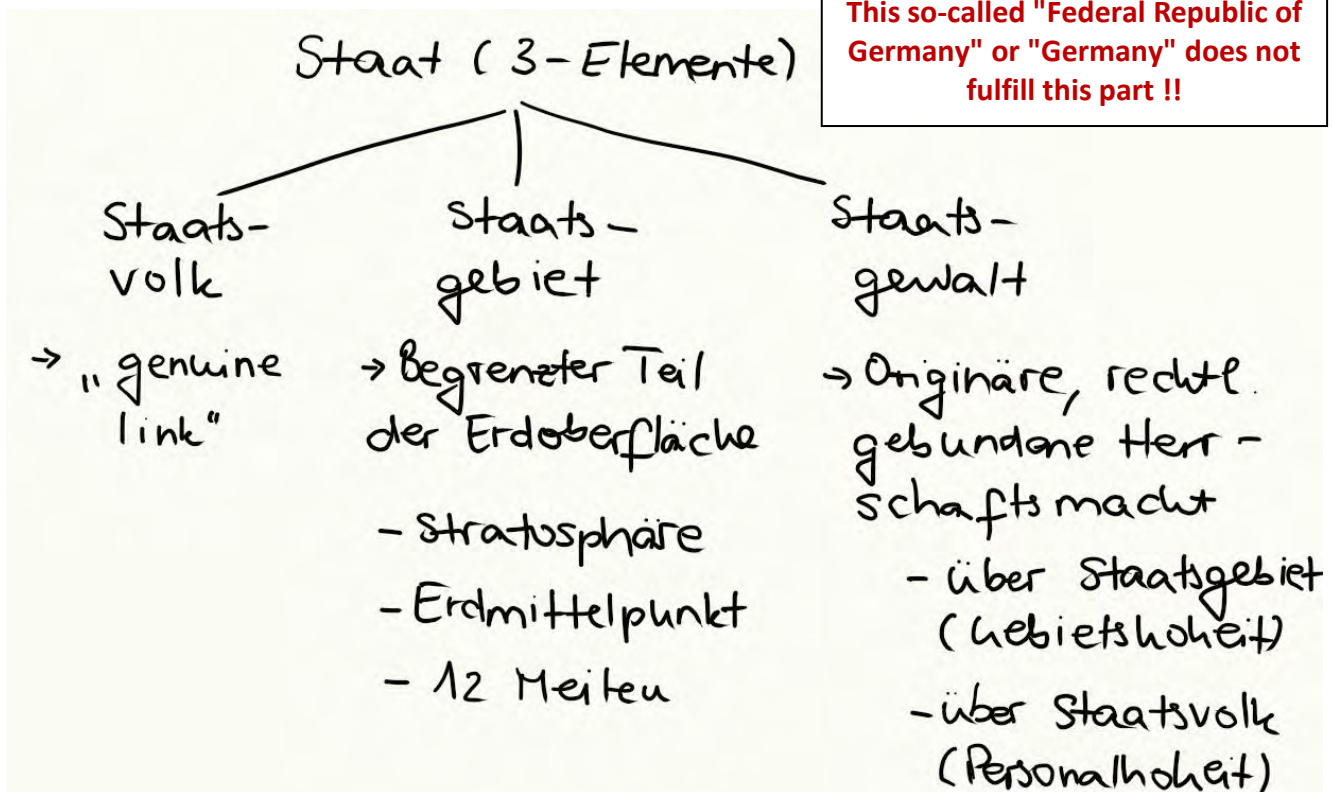 This so-called "Federal Republic of
Germany" or "Germany" does not
fulfill this part !!
Staat (3-Elemente)
Staats-
volk
→ „genuine
link"
Staats-
gebiet
→ Begrenzter Teil
der Erdoberfläche
- Stratosphäre
- Erdmittelpunkt
- 12 Meilen
Staats-
gewalt
→ Originäre, rechtl.
gebundene Herr-
schaftsmacht
- über Staatsgebiet
(Gebietshoheit)
- über Staatsvolk
(Personalhoheit)